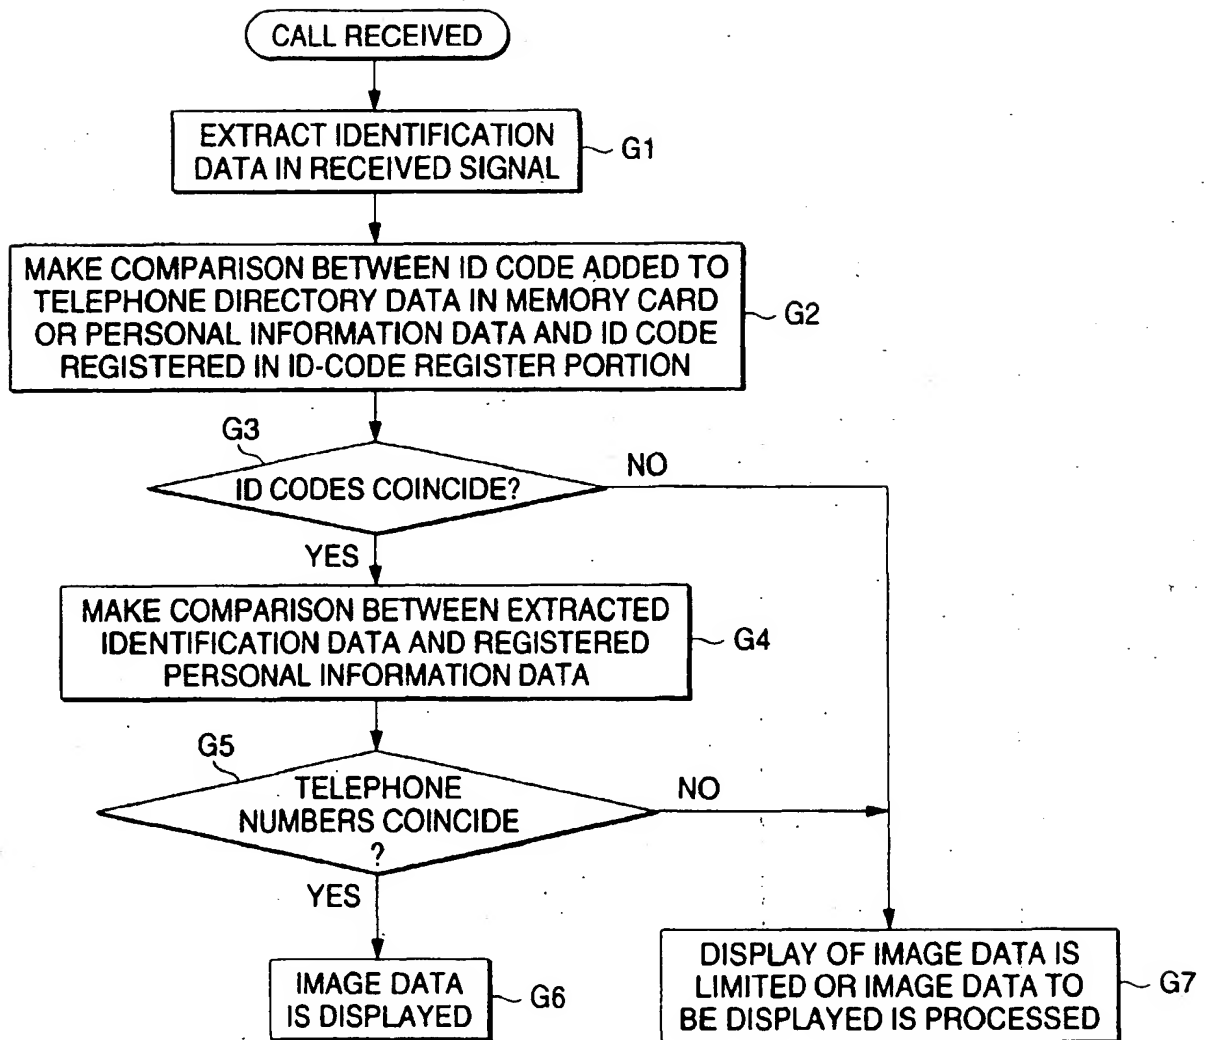 CALL RECEIVED
EXTRACT IDENTIFICATION
DATA IN RECEIVED SIGNAL
G1
MAKE COMPARISON BETWEEN ID CODE ADDED TO
TELEPHONE DIRECTORY DATA IN MEMORY CARD
OR PERSONAL INFORMATION DATA AND ID CODE
REGISTERED IN ID-CODE REGISTER PORTION
G2
G3
ID CODES COINCIDE?
NO
YES
MAKE COMPARISON BETWEEN EXTRACTED
IDENTIFICATION DATA AND REGISTERED
PERSONAL INFORMATION DATA
G4
G5
TELEPHONE
NUMBERS COINCIDE
?
NO
YES
IMAGE DATA
IS DISPLAYED
G6
DISPLAY OF IMAGE DATA IS
LIMITED OR IMAGE DATA TO
BE DISPLAYED IS PROCESSED
G7